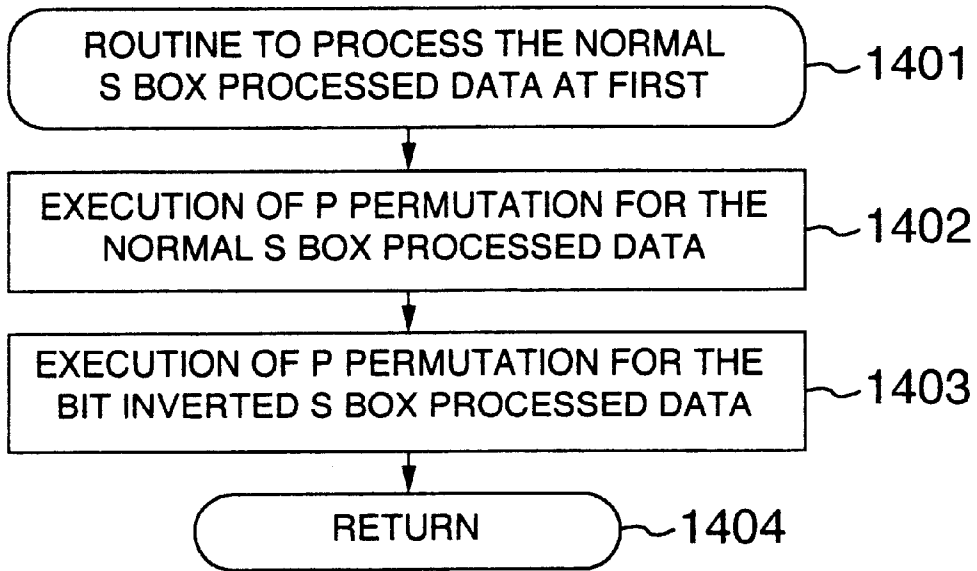 ROUTINE TO PROCESS THE NORMAL
S BOX PROCESSED DATA AT FIRST
1401
EXECUTION OF P PERMUTATION FOR THE
NORMAL S BOX PROCESSED DATA
1402
EXECUTION OF P PERMUTATION FOR THE
BIT INVERTED S BOX PROCESSED DATA
1403
RETURN
1404